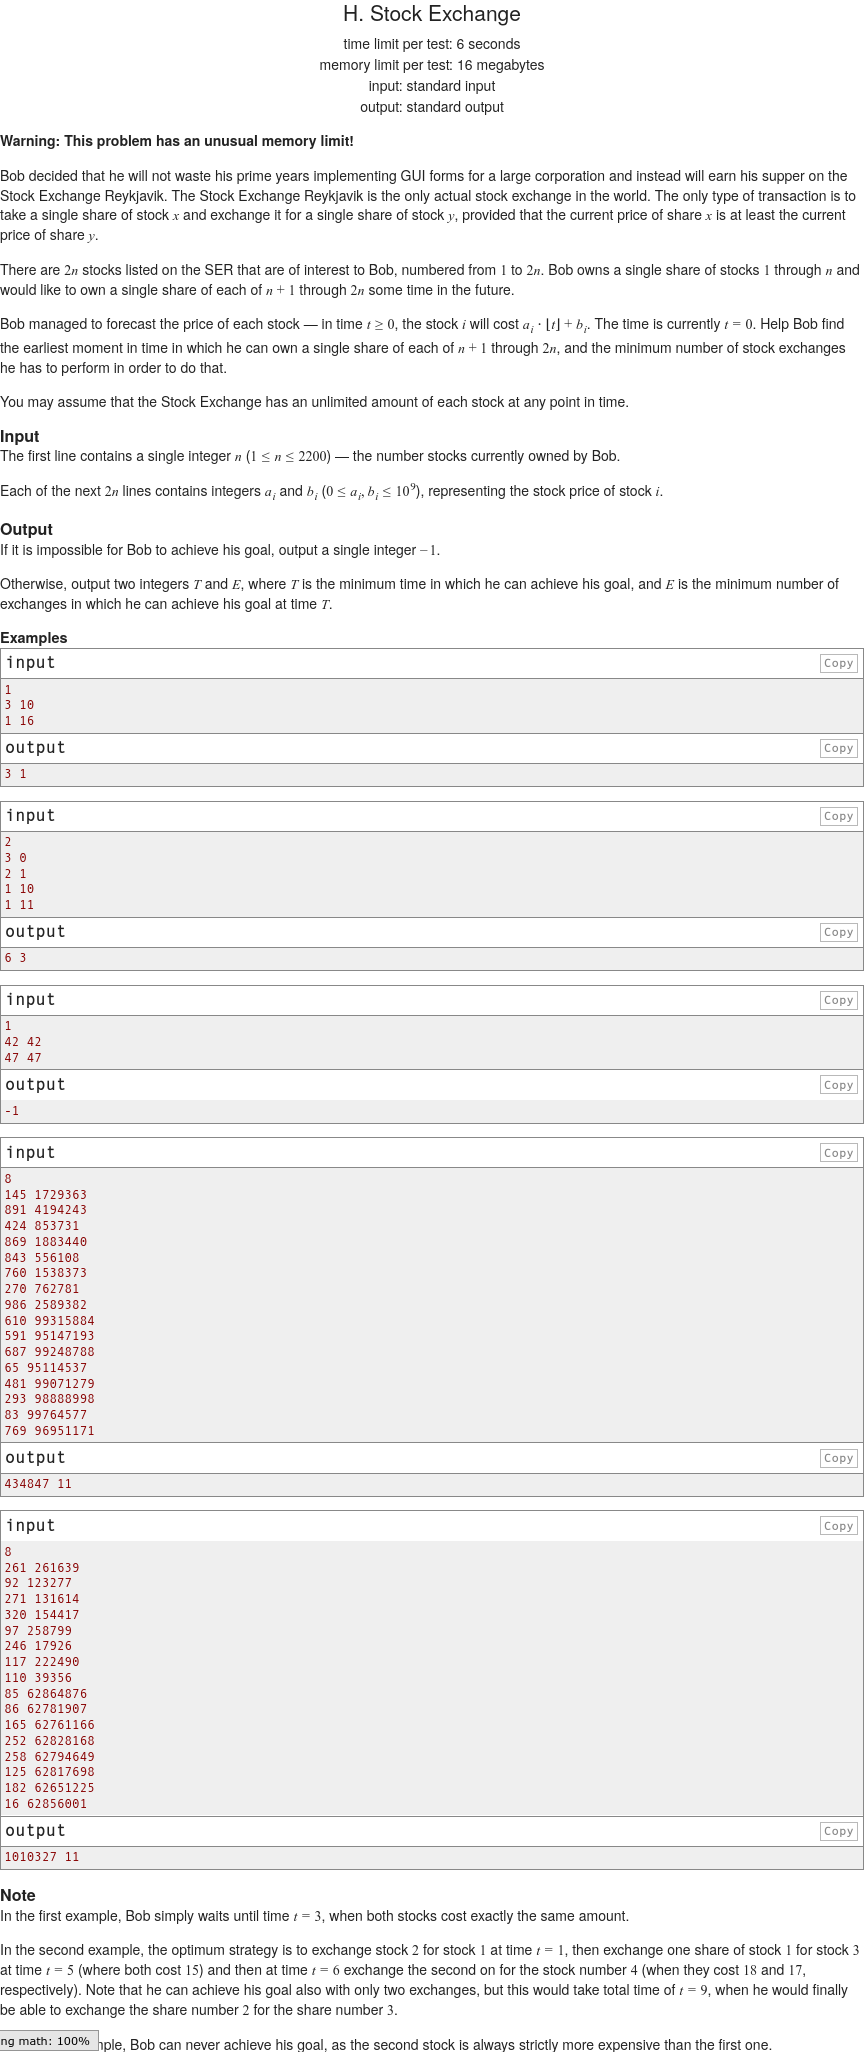 H. Stock Exchange
time limit per test: 6 seconds
memory limit per test: 16 megabytes
input: standard input
output: standard output
Warning: This problem has an unusual memory limit!
Bob decided that he will not waste his prime years implementing GUI forms for a large corporation and instead will earn his supper on the
Stock Exchange Reykjavik. The Stock Exchange Reykjavik is the only actual stock exchange in the world. The only type of transaction is to
take a single share of stock x and exchange it for a single share of stock y, provided that the current price of share x is at least the current
price of share y.
There are 2n stocks listed on the SER that are of interest to Bob, numbered from 1 to 2n. Bob owns a single share of stocks 1 through n and
would like to own a single share of each of n + 1 through 2n some time in the future.
Bob managed to forecast the price of each stock — in time t ≥ 0, the stock i will cost a_i · ⌊t⌋ + b_i. The time is currently t = 0. Help Bob find
the earliest moment in time in which he can own a single share of each of n + 1 through 2n, and the minimum number of stock exchanges
he has to perform in order to do that.
You may assume that the Stock Exchange has an unlimited amount of each stock at any point in time.
Input
The first line contains a single integer n (1 ≤ n ≤ 2200) — the number stocks currently owned by Bob.
Each of the next 2n lines contains integers a_i and b_i (0 ≤ a_i, b_i ≤ 10^9), representing the stock price of stock i.
Output
If it is impossible for Bob to achieve his goal, output a single integer −1.
Otherwise, output two integers T and E, where T is the minimum time in which he can achieve his goal, and E is the minimum number of
exchanges in which he can achieve his goal at time T.
Examples
input
Copy
1
3 10
1 16
output
Copy
3 1
input
Copy
2
3 0
2 1
1 10
1 11
output
Copy
6 3
input
Copy
1
42 42
47 47
output
Copy
-1
input
Copy
8
145 1729363
891 4194243
424 853731
869 1883440
843 556108
760 1538373
270 762781
986 2589382
610 99315884
591 95147193
687 99248788
65 95114537
481 99071279
293 98888998
83 99764577
769 96951171
output
Copy
434847 11
input
Copy
8
261 261639
92 123277
271 131614
320 154417
97 258799
246 17926
117 222490
110 39356
85 62864876
86 62781907
165 62761166
252 62828168
258 62794649
125 62817698
182 62651225
16 62856001
output
Copy
1010327 11
Note
In the first example, Bob simply waits until time t = 3, when both stocks cost exactly the same amount.
In the second example, the optimum strategy is to exchange stock 2 for stock 1 at time t = 1, then exchange one share of stock 1 for stock 3
at time t = 5 (where both cost 15) and then at time t = 6 exchange the second on for the stock number 4 (when they cost 18 and 17,
respectively). Note that he can achieve his goal also with only two exchanges, but this would take total time of t = 9, when he would finally
be able to exchange the share number 2 for the share number 3.
ng math: 100%
nple, Bob can never achieve his goal, as the second stock is always strictly more expensive than the first one.